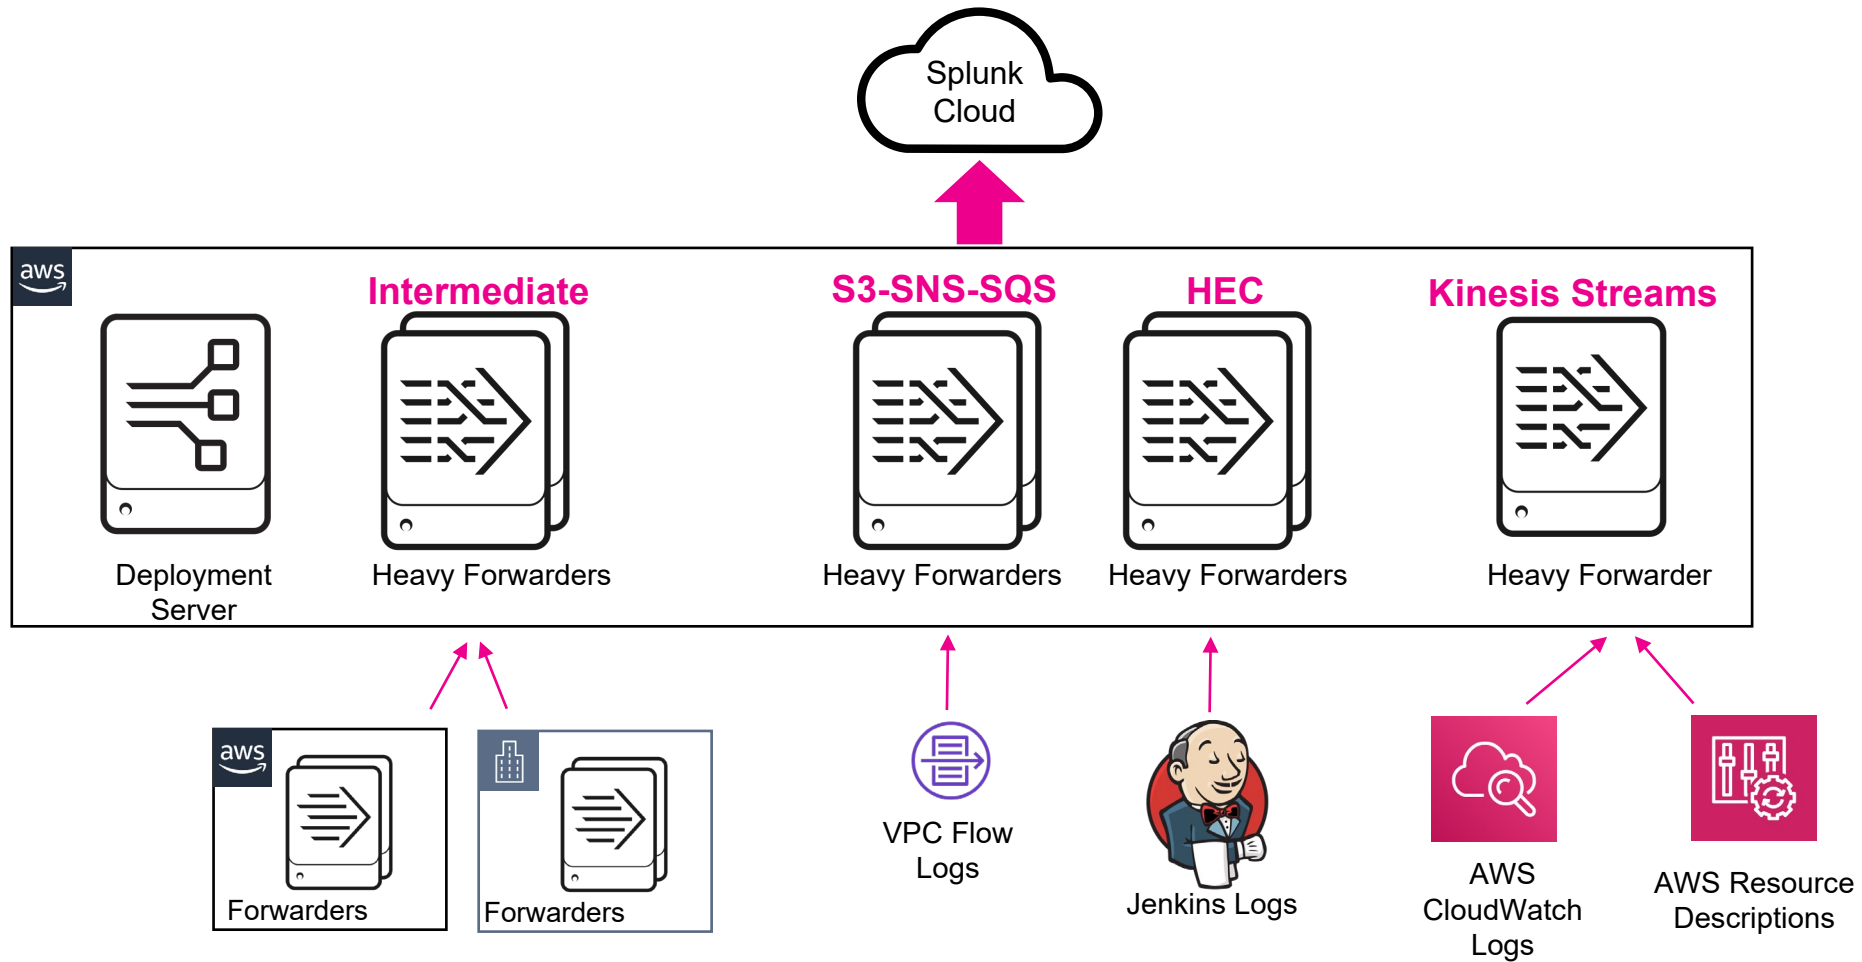 Splunk
Cloud
aws
Intermediate
S3-SNS-SQS
HEC
Kinesis Streams
Deployment
Server
Heavy Forwarders
Heavy Forwarders
Heavy Forwarders
Heavy Forwarder
aws
Forwarders
Forwarders
VPC Flow
Logs
Jenkins Logs
AWS
CloudWatch
Logs
AWS Resource
Descriptions